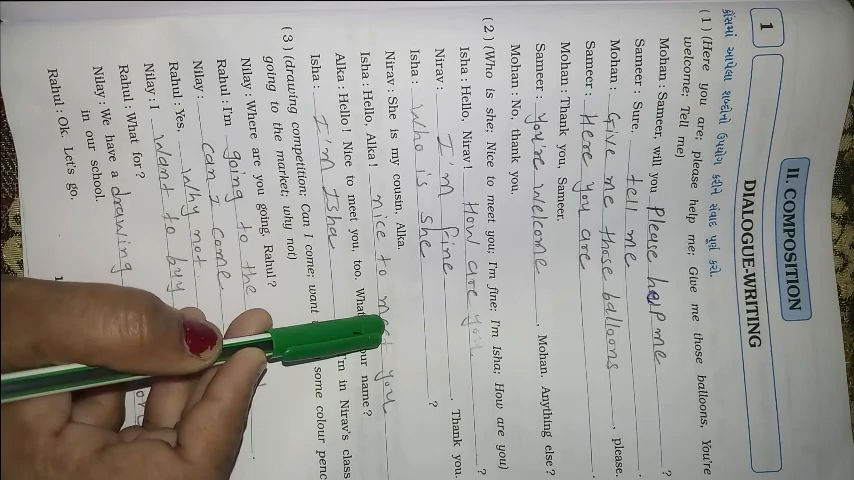 II. COMPOSITION
1 DIALOGUE-WRITING
કૌંસમાં આપેલા શબ્દોનો ઉપયોગ કરીને સંવાદ પૂર્ણ કરો.
(1) (Here you are; please help me; Give me those balloons, You're
welcome; Tell me)
Mohan : Sameer, will you please help me ?
Sameer : Sure, tell me .
Mohan : Give me those balloons , please.
Sameer : Here you are .
Mohan : Thank you, Sameer.
Sameer : you're welcome , Mohan. Anything else ?
Mohan : No, thank you.
(2) (Who is she; Nice to meet you; I'm fine; I'm Isha; How are you)
Isha : Hello, Nirav! How are you ?
Nirav : I'm fine . Thank you.
Isha : Who is she ?
Nirav : She is my cousin, Alka.
Isha : Hello, Alka! nice to meet you
Alka : Hello! Nice to meet you, too. What your name ?
Isha : I'm Isha I'm in Nirav's class
(3) (drawing competition; Can I come; want some colour penc
going to the market; why not)
Nilay : Where are you going, Rahul ?
Rahul : I'm going to the .
Nilay : can I come
Rahul : Yes, why not
Nilay : I want to buy
Rahul : What for ?
Nilay : We have a drawing
in our school.
Rahul : Ok. Let's go.